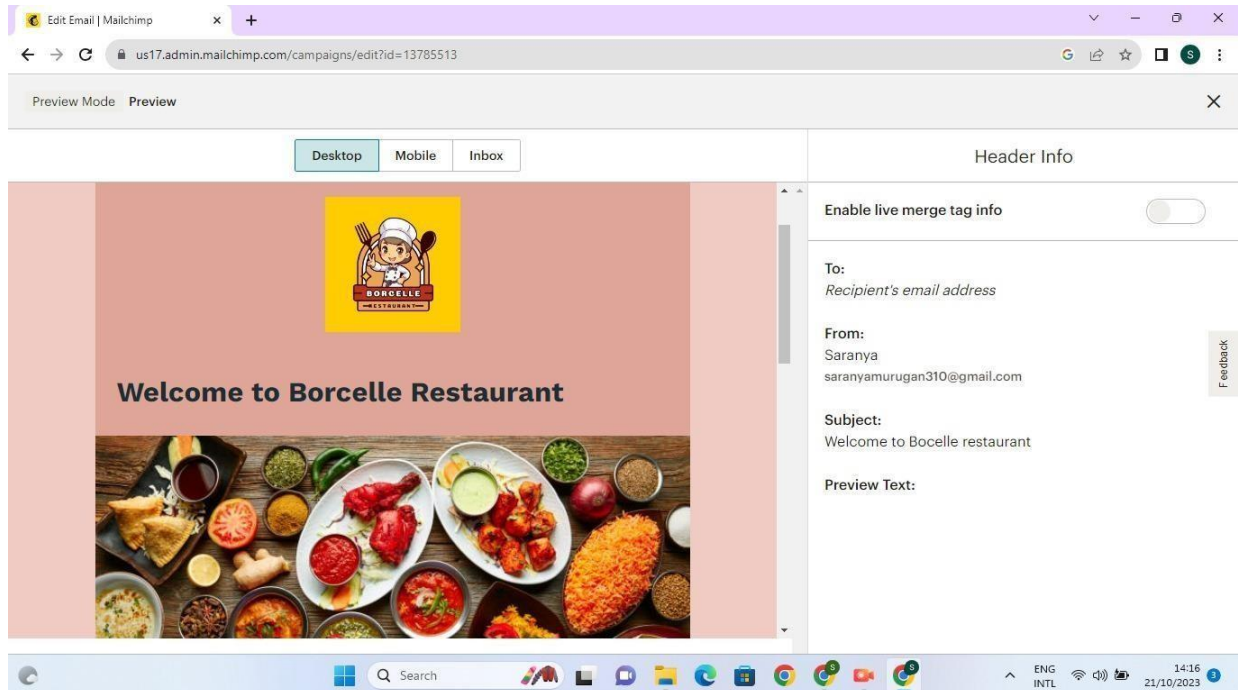 Edit Email | Mailchimp
us17.admin.mailchimp.com/campaigns/edit?id=13785513
G
S
Preview Mode Preview
Desktop Mobile Inbox
Header Info
BORCELLE
RESTAURANT
Welcome to Borcelle Restaurant
Enable live merge tag info
To:
Recipient's email address
From:
Saranya
saranyamurugan310@gmail.com
Subject:
Welcome to Bocelle restaurant
Preview Text:
Feedback
Search
S
S
ENG
INTL
14:16
21/10/2023
3